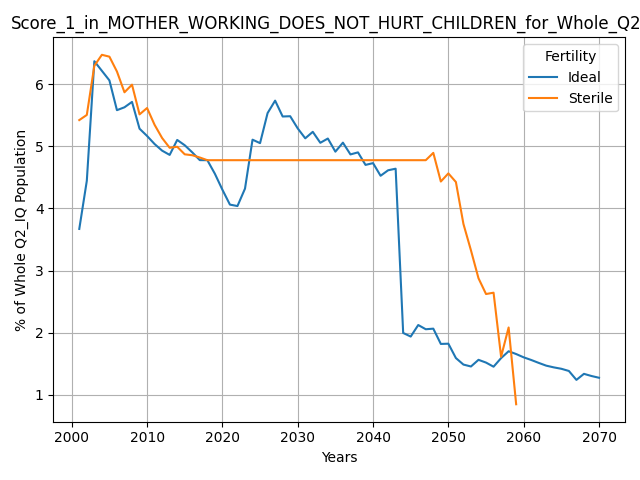 Score_1_in_MOTHER_WORKING_DOES_NOT_HURT_CHILDREN_for_Whole_Q2
Fertility
Ideal
Sterile
% of Whole Q2_IQ Population
6
5
4
3
2
1
2000 2010 2020 2030 2040 2050 2060 2070
Years